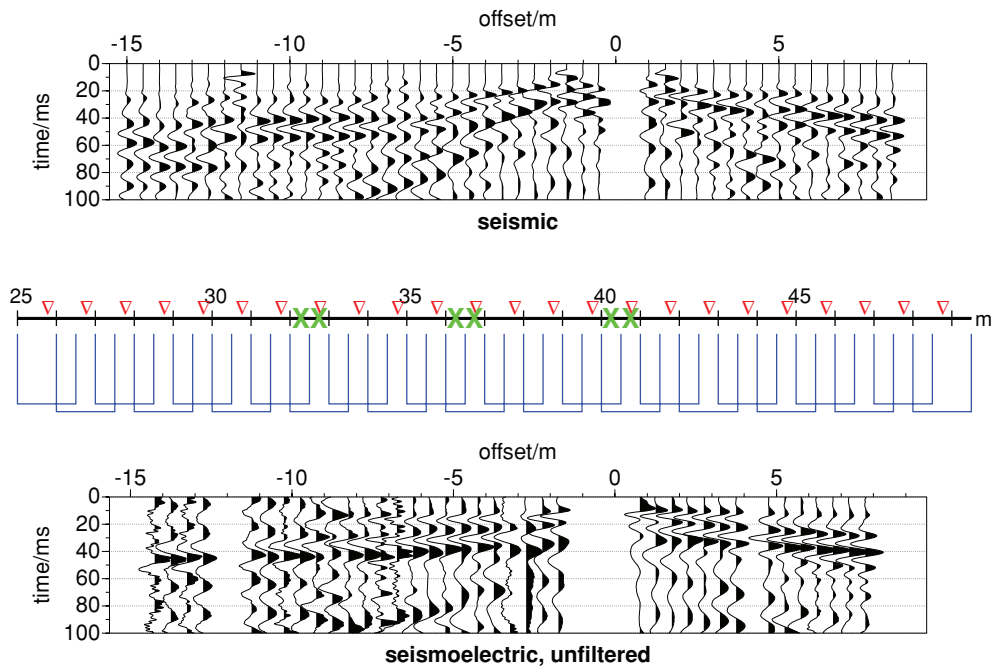 offset/m
-15 -10 -5 0 5
0
20
40
60
80
100
time/ms
seismic
25 30 35 40 45
X X X X X X
m
offset/m
-15 -10 -5 0 5
0
20
40
60
80
100
time/ms
seismoelectric, unfiltered